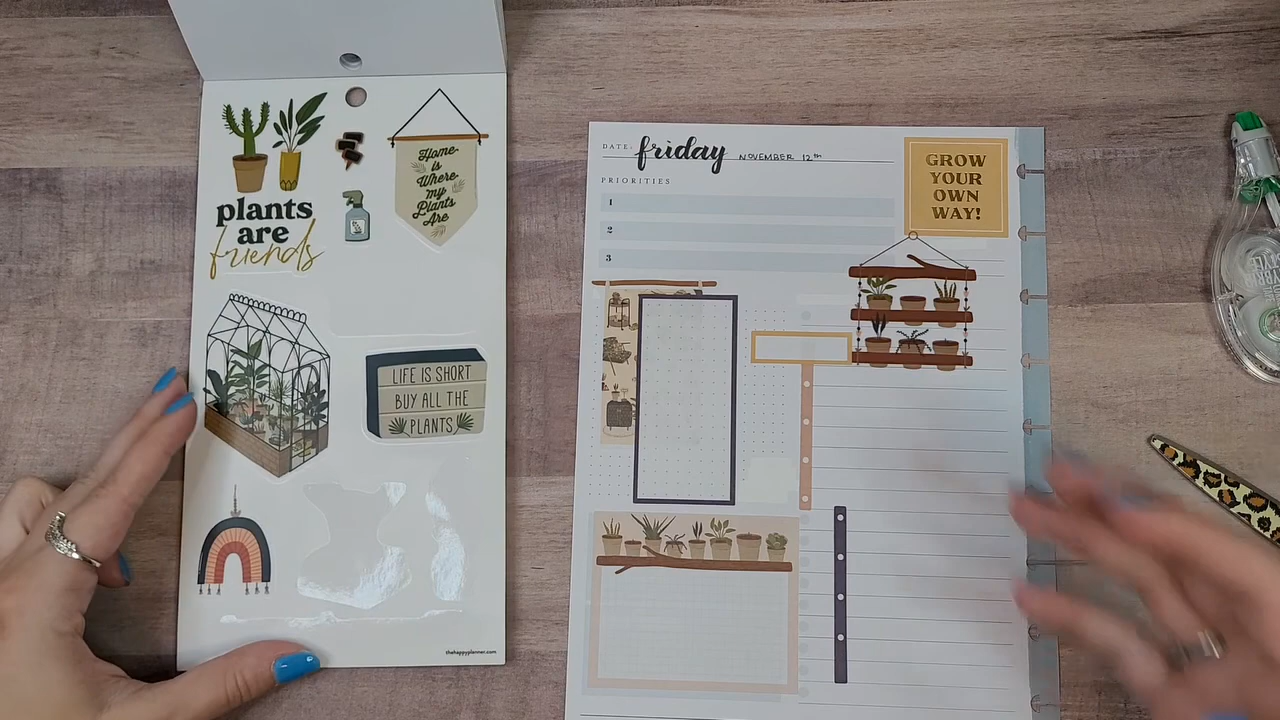 plants
are
friends
Home
is
Where
my
Plants
Are
LIFE IS SHORT
BUY ALL THE
PLANTS
thehappyplanner.com
DATE: friday NOVEMBER 12th
PRIORITIES
1
2
3
GROW
YOUR
OWN
WAY!